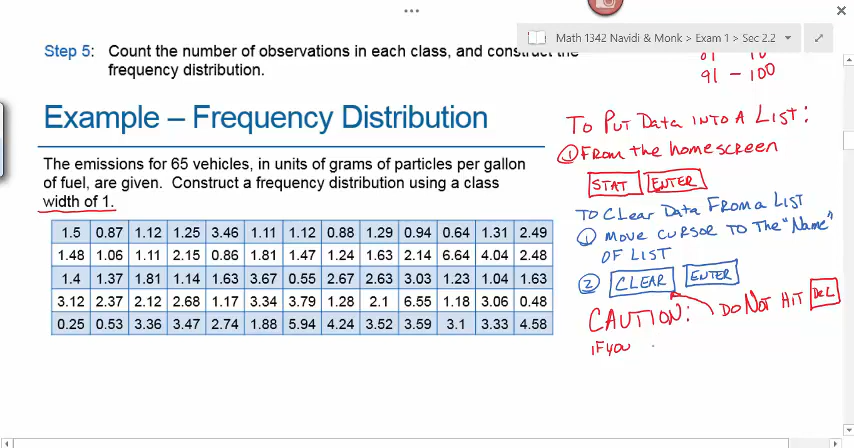 Math 1342 Navidi & Monk > Exam 1 > Sec 2.2
Step 5: Count the number of observations in each class, and construct the
frequency distribution.
91 - 100
Example – Frequency Distribution
The emissions for 65 vehicles, in units of grams of particles per gallon
of fuel, are given. Construct a frequency distribution using a class
width of 1.
1.5 0.87 1.12 1.25 3.46 1.11 1.12 0.88 1.29 0.94 0.64 1.31 2.49
1.48 1.06 1.11 2.15 0.86 1.81 1.47 1.24 1.63 2.14 6.64 4.04 2.48
1.4 1.37 1.81 1.14 1.63 3.67 0.55 2.67 2.63 3.03 1.23 1.04 1.63
3.12 2.37 2.12 2.68 1.17 3.34 3.79 1.28 2.1 6.55 1.18 3.06 0.48
0.25 0.53 3.36 3.47 2.74 1.88 5.94 4.24 3.52 3.59 3.1 3.33 4.58
To Put Data into A List:
① From the homescreen
STAT ENTER
To Clear Data From a List
① Move cursor to the "Name"
of List
② CLEAR ENTER
CAUTION: Do Not Hit DEL
If you